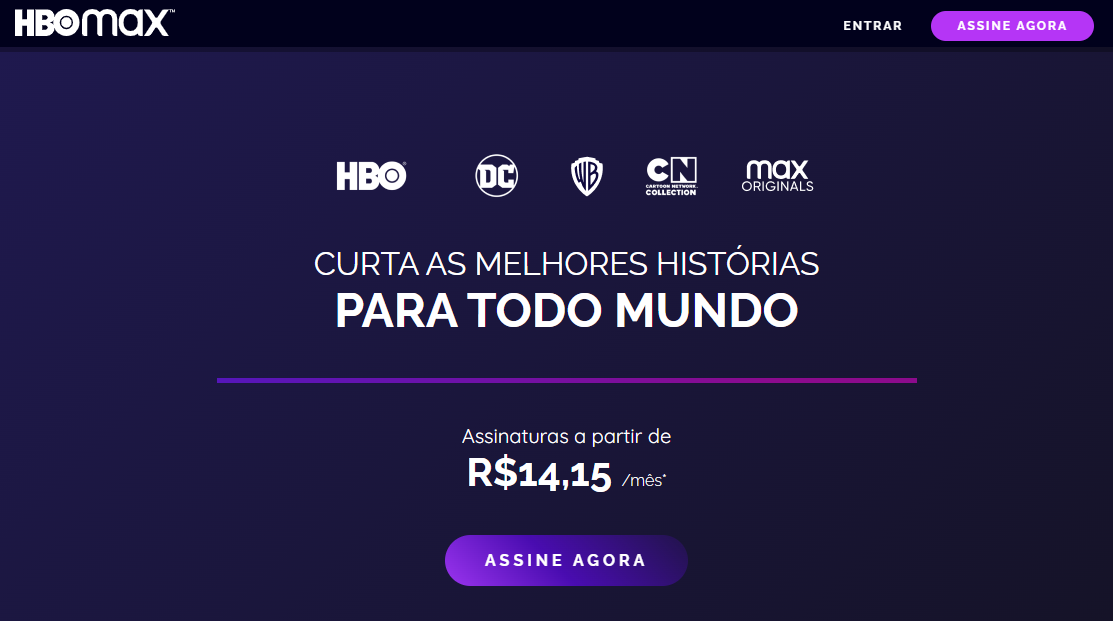 HBOmax™
ENTRAR
ASSINE AGORA
HBO®
DC
WB
CN
CARTOON NETWORK
COLLECTION
max
ORIGINALS
CURTA AS MELHORES HISTÓRIAS
PARA TODO MUNDO
Assinaturas a partir de
R$14,15 /mês*
ASSINE AGORA